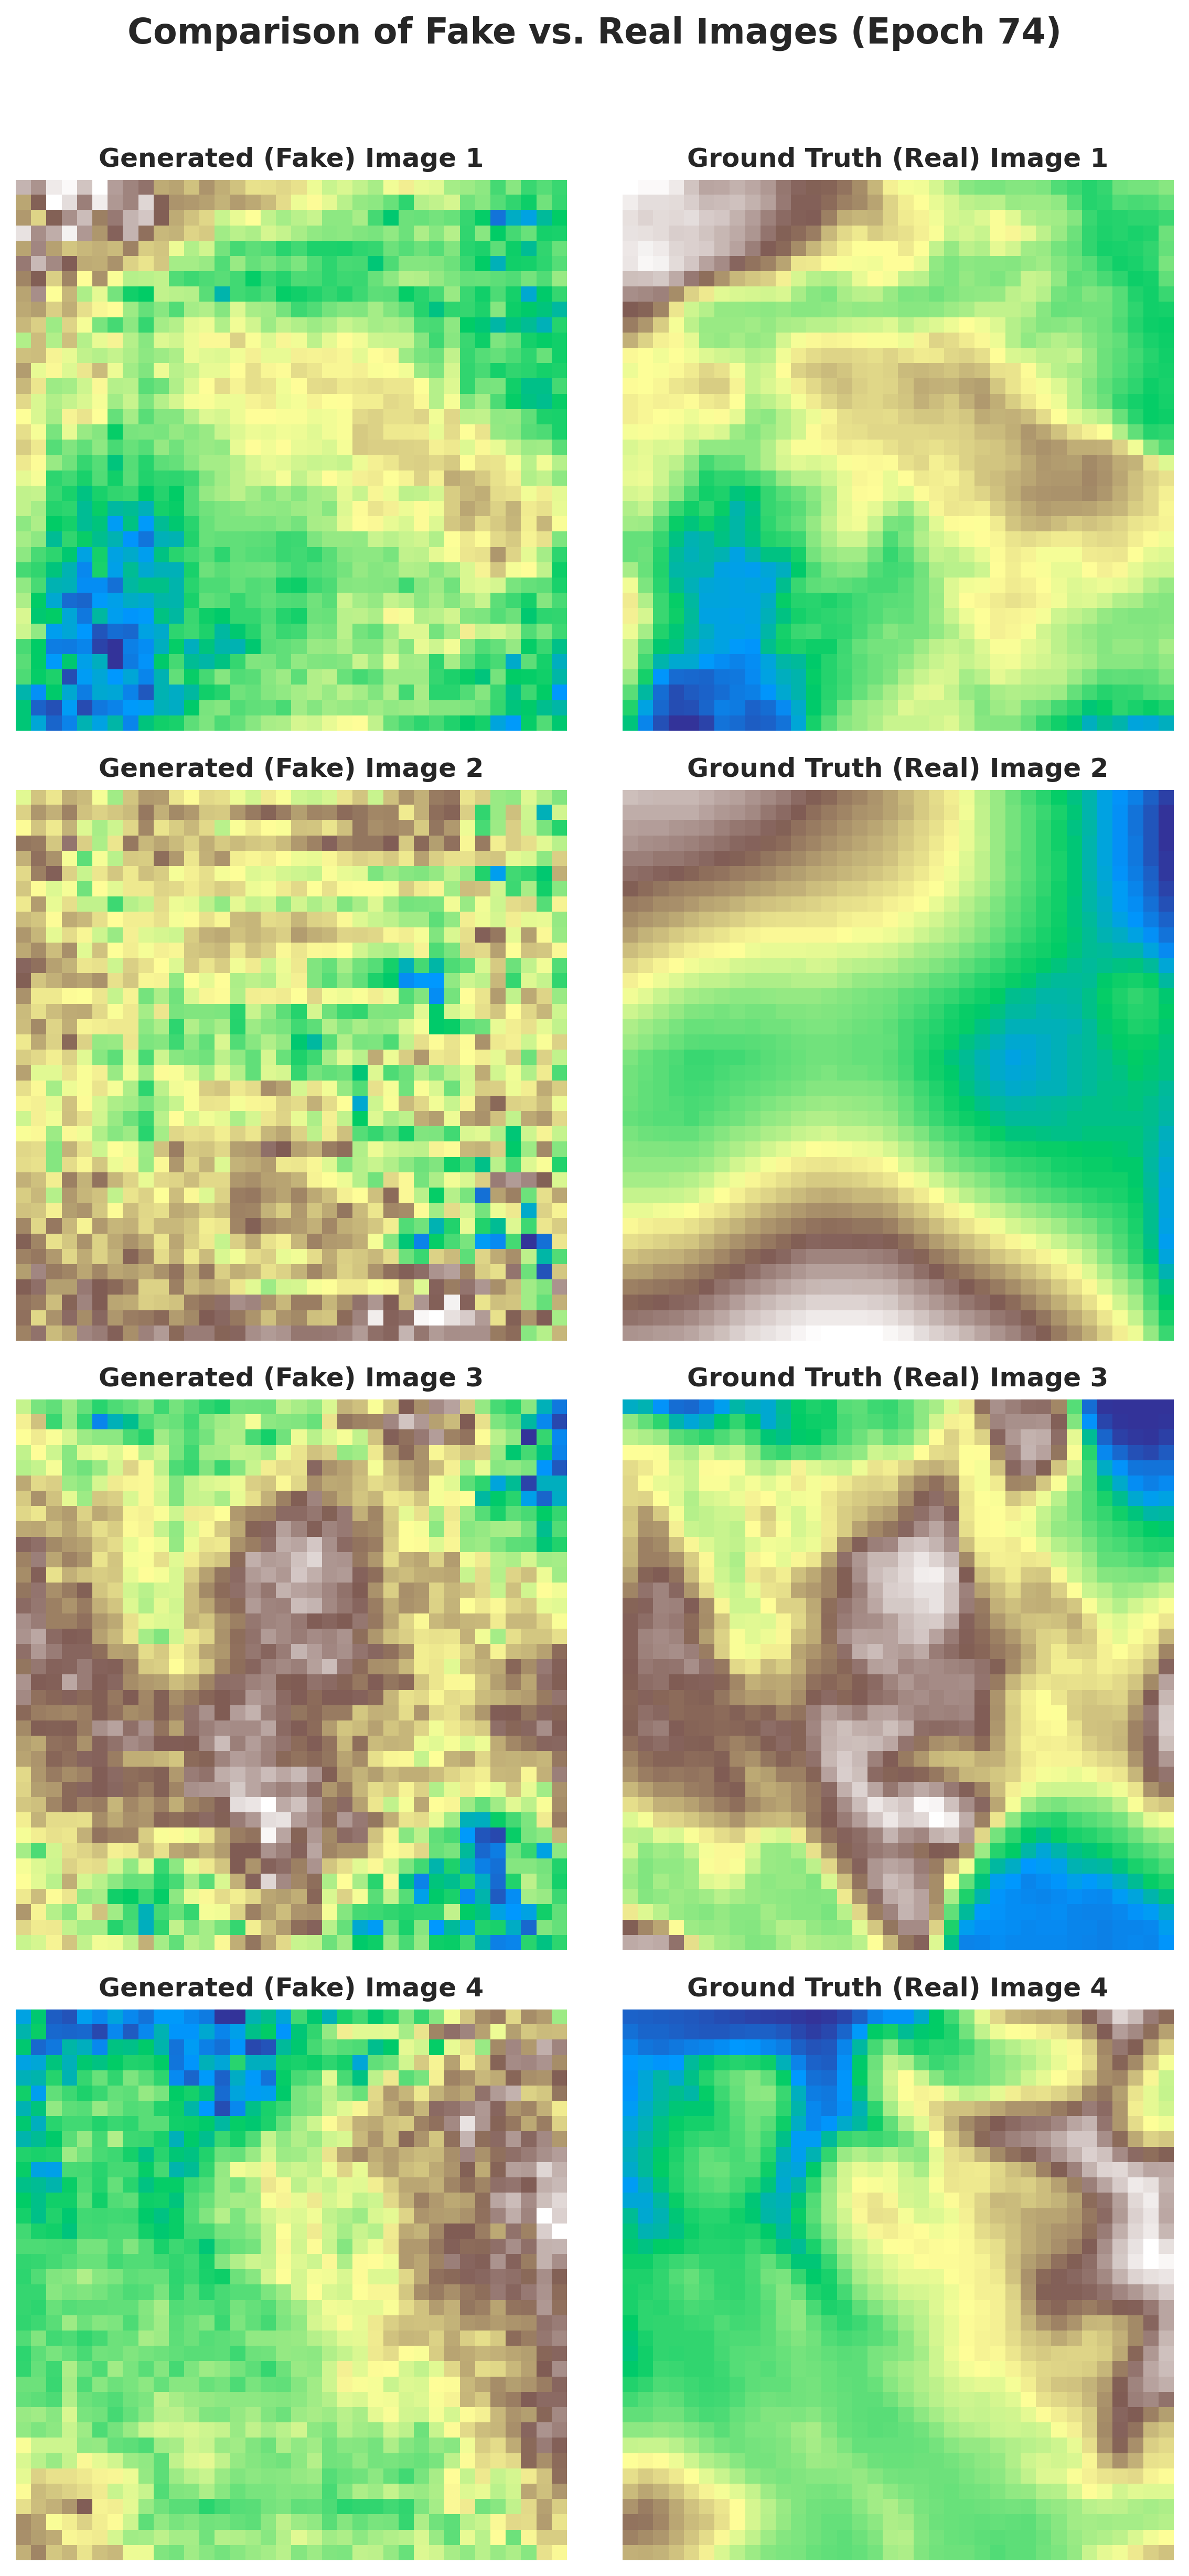 Comparison of Fake vs. Real Images (Epoch 74)
Generated (Fake) Image 1
Ground Truth (Real) Image 1
Generated (Fake) Image 2
Ground Truth (Real) Image 2
Generated (Fake) Image 3
Ground Truth (Real) Image 3
Generated (Fake) Image 4
Ground Truth (Real) Image 4